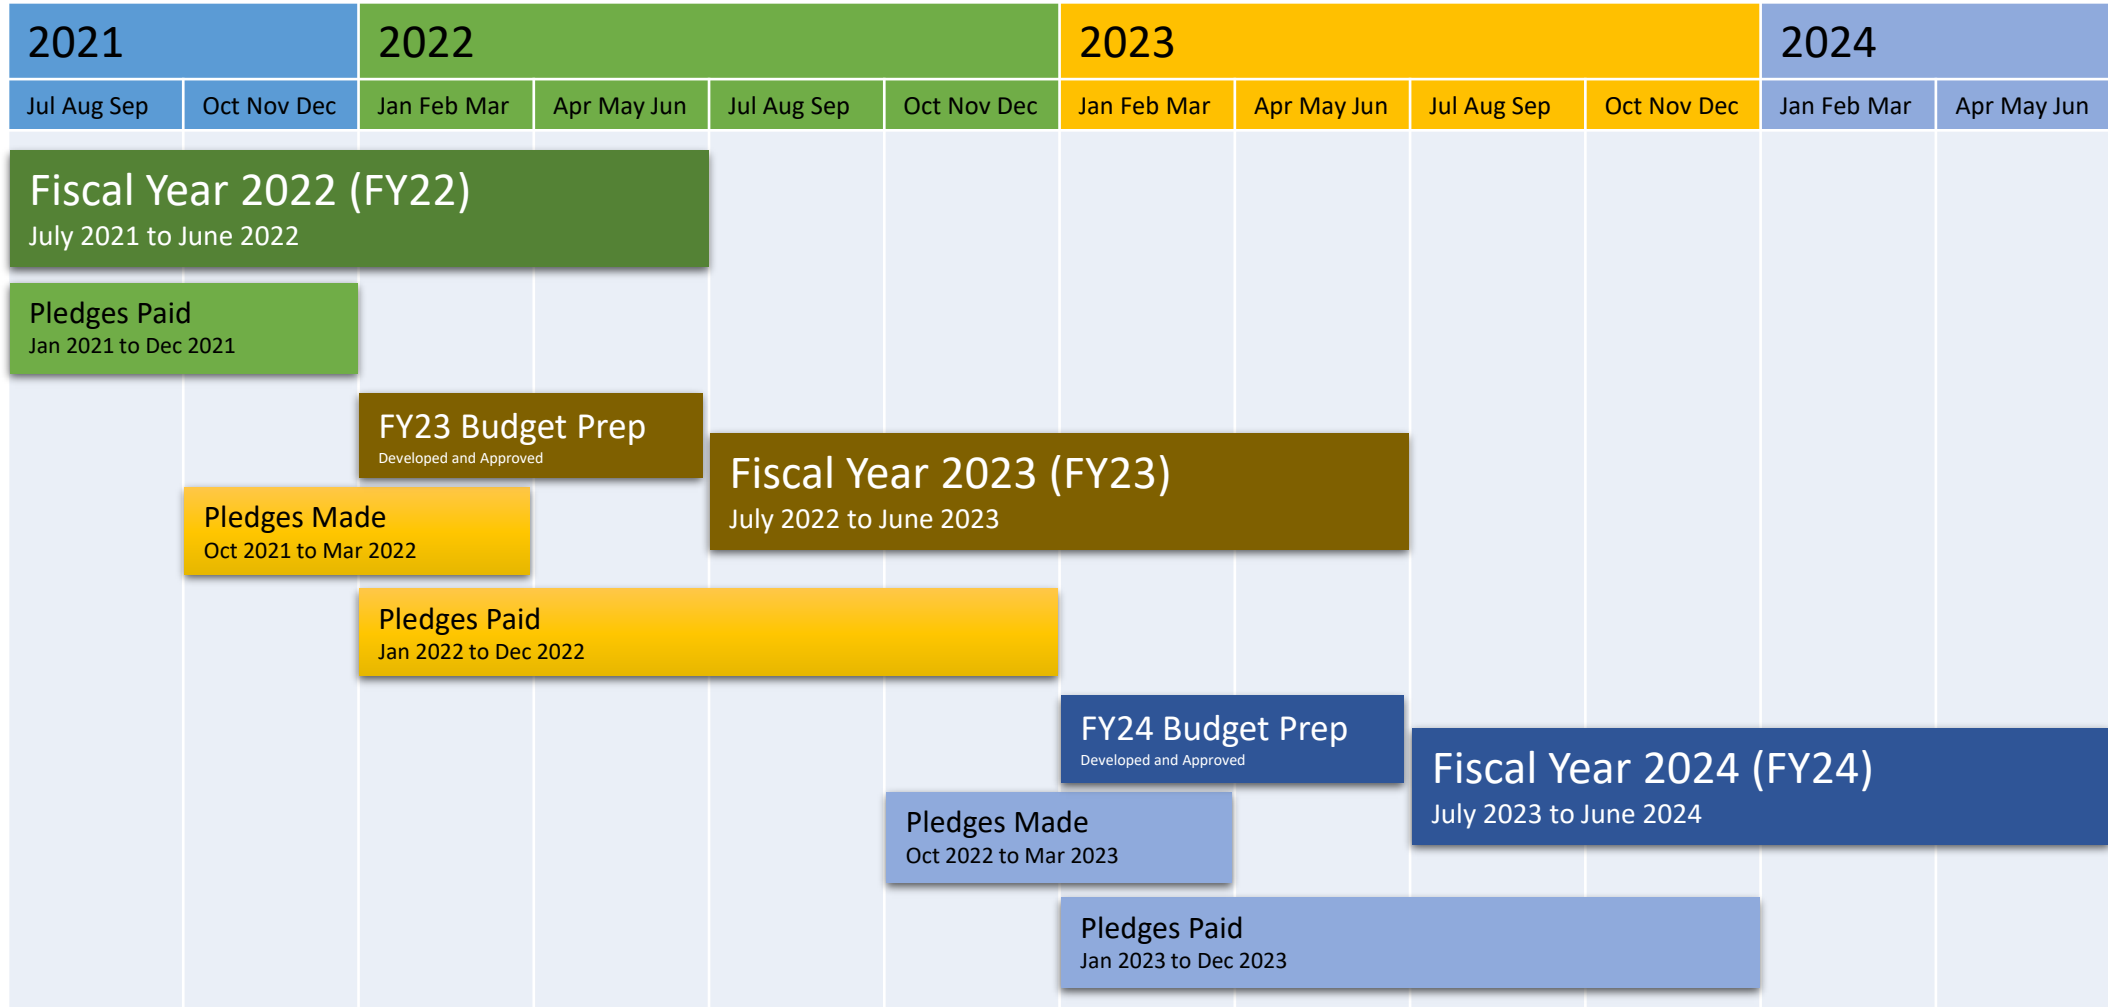 2021 2022 2023 2024
Jul Aug Sep Oct Nov Dec Jan Feb Mar Apr May Jun Jul Aug Sep Oct Nov Dec Jan Feb Mar Apr May Jun Jul Aug Sep Oct Nov Dec Jan Feb Mar Apr May Jun
Fiscal Year 2022 (FY22)
July 2021 to June 2022
Pledges Paid
Jan 2021 to Dec 2021
FY23 Budget Prep
Developed and Approved
Fiscal Year 2023 (FY23)
July 2022 to June 2023
Pledges Made
Oct 2021 to Mar 2022
Pledges Paid
Jan 2022 to Dec 2022
FY24 Budget Prep
Developed and Approved
Fiscal Year 2024 (FY24)
July 2023 to June 2024
Pledges Made
Oct 2022 to Mar 2023
Pledges Paid
Jan 2023 to Dec 2023